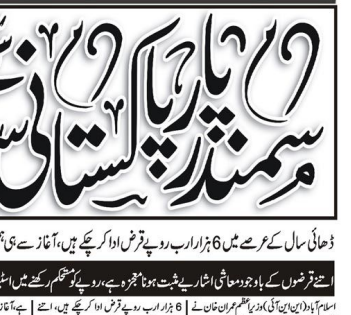 سمندر پار پاکستانی
ڈھائی سال کے عرصے میں 6 ہزار ارب روپے قرض ادا کر چکے ہیں، آغاز سے ہی
اتنے قرضوں کے باوجود معاشی اشاریے مثبت ہونا معجزہ ہے، روپے کو مستحکم رکھنے میں
اسلام آباد (این این آئی) وزیراعظم عمران خان نے
6 ہزار ارب روپے قرض ادا کر چکے ہیں، اتنے